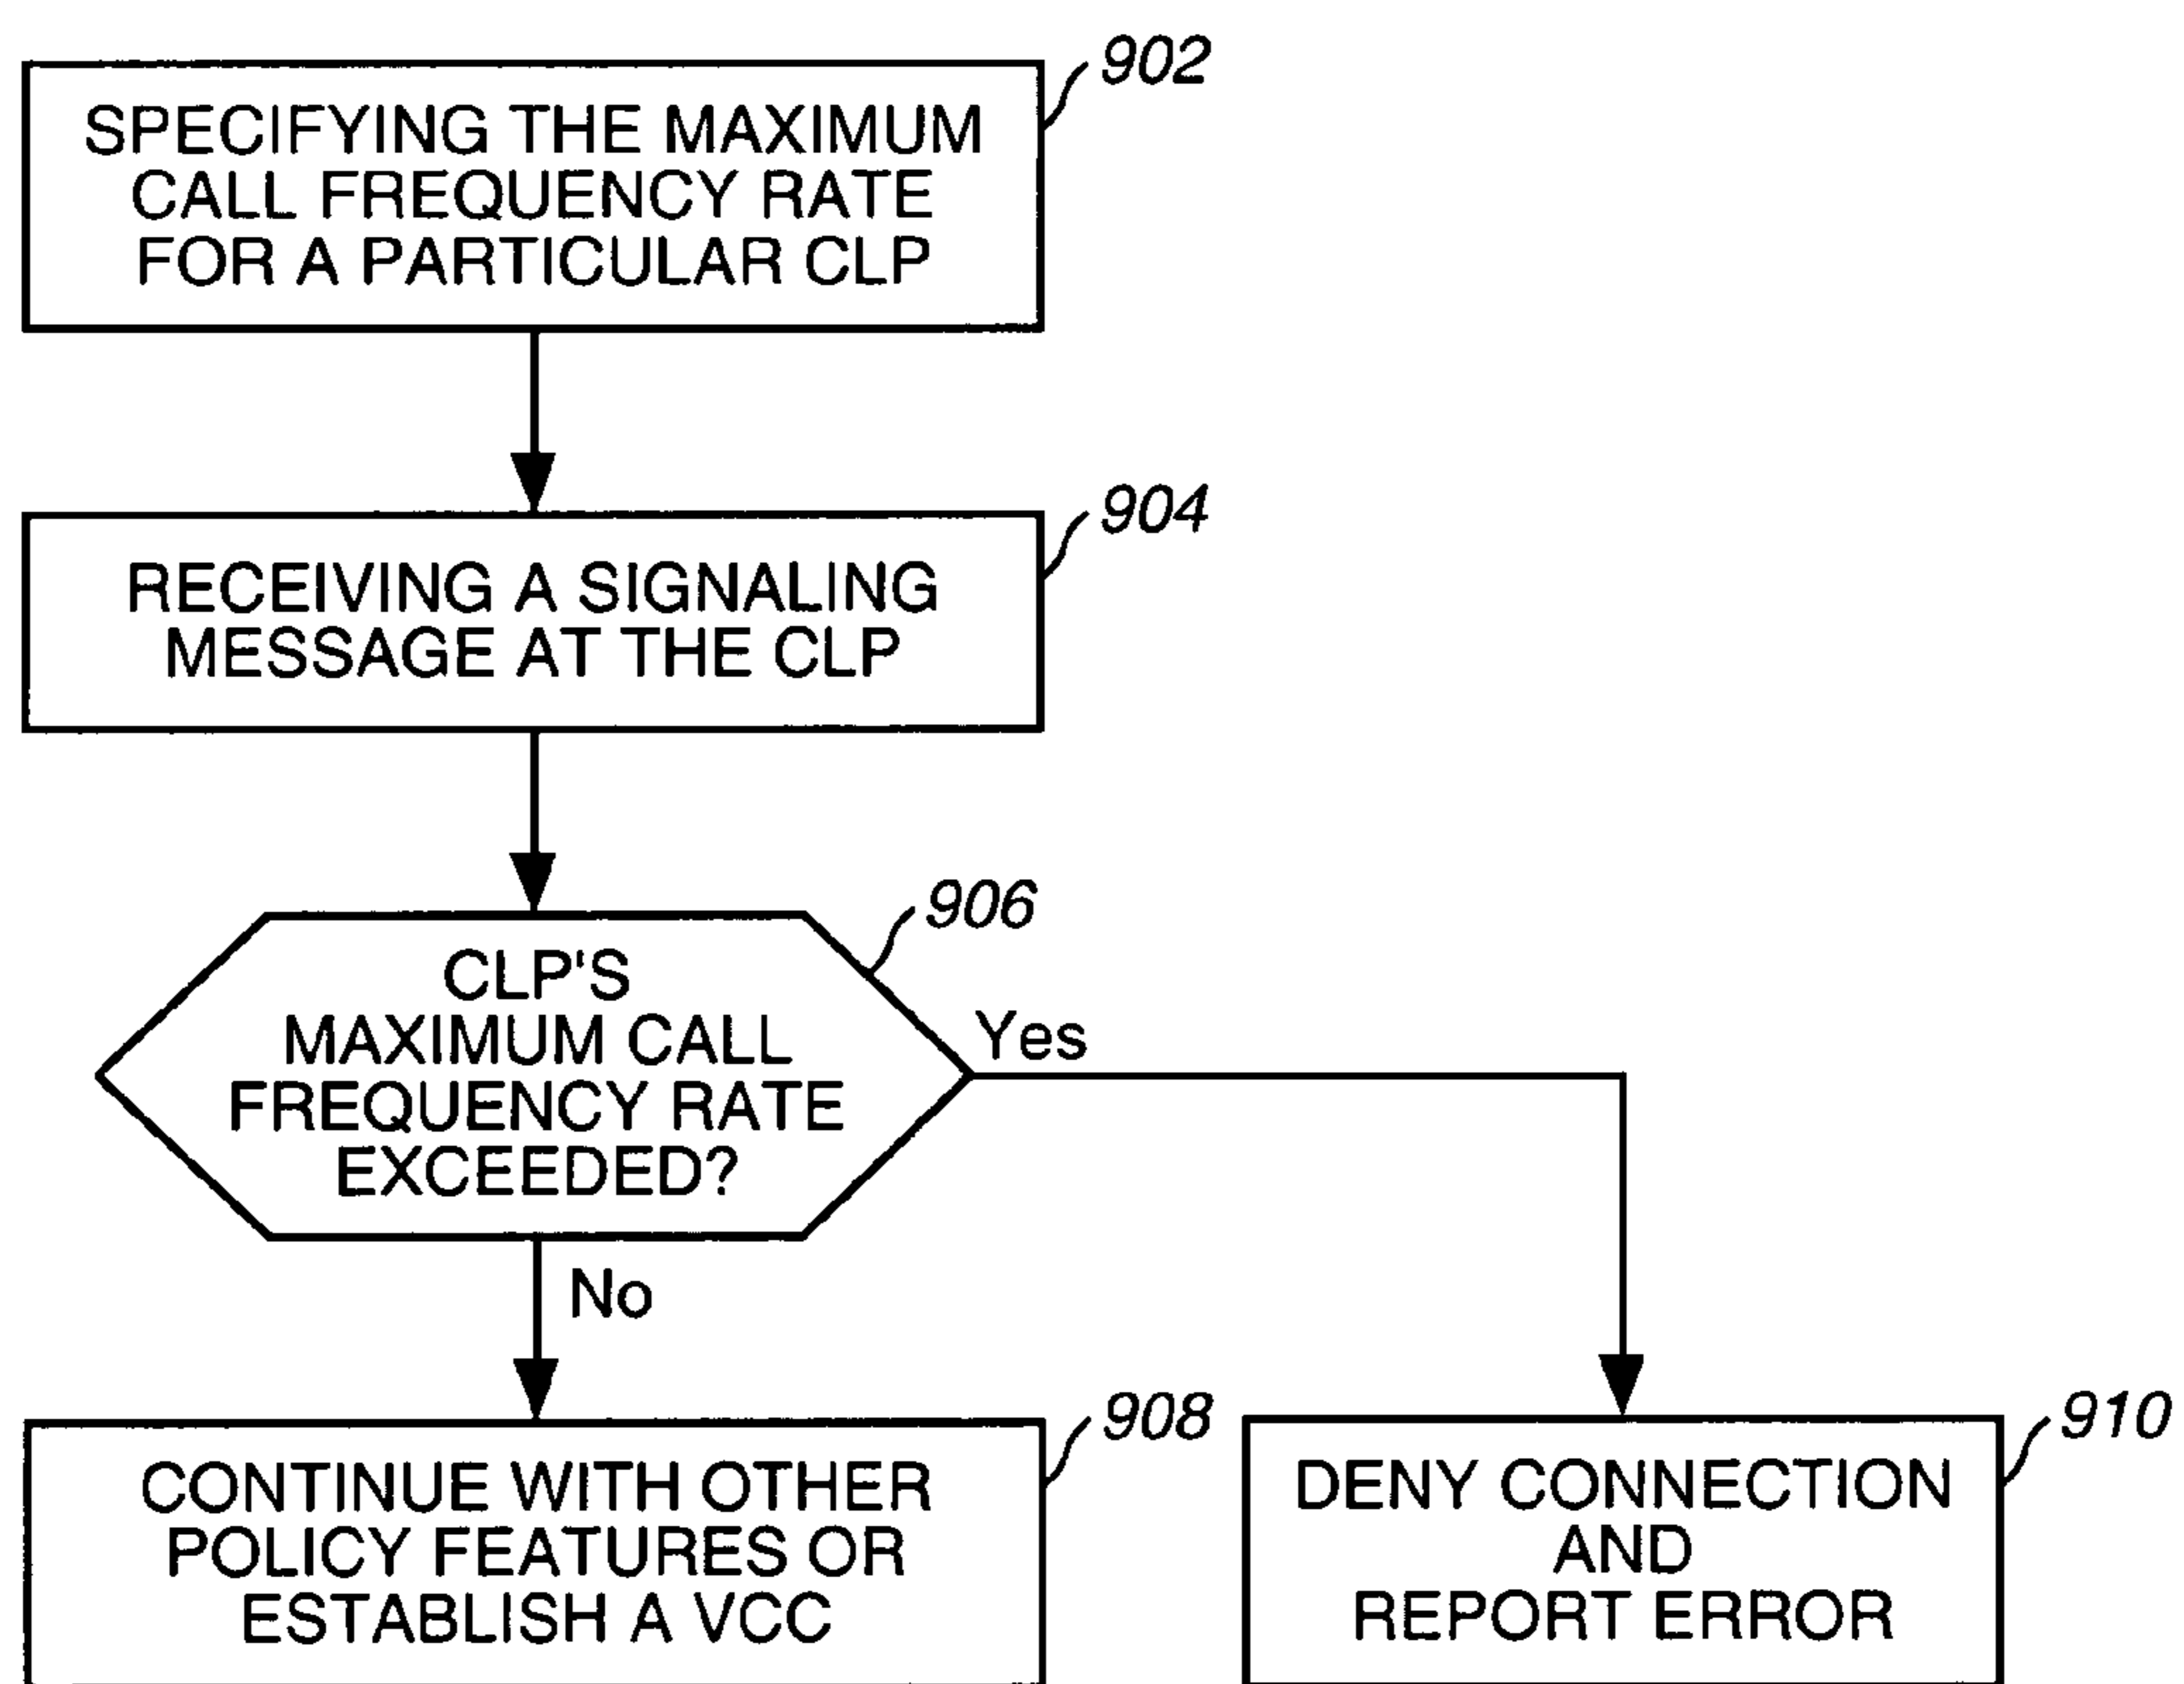 902
SPECIFYING THE MAXIMUM
CALL FREQUENCY RATE
FOR A PARTICULAR CLP
904
RECEIVING A SIGNALING
MESSAGE AT THE CLP
906
CLP'S
MAXIMUM CALL
FREQUENCY RATE
EXCEEDED?
Yes
No
908
CONTINUE WITH OTHER
POLICY FEATURES OR
ESTABLISH A VCC
910
DENY CONNECTION
AND
REPORT ERROR